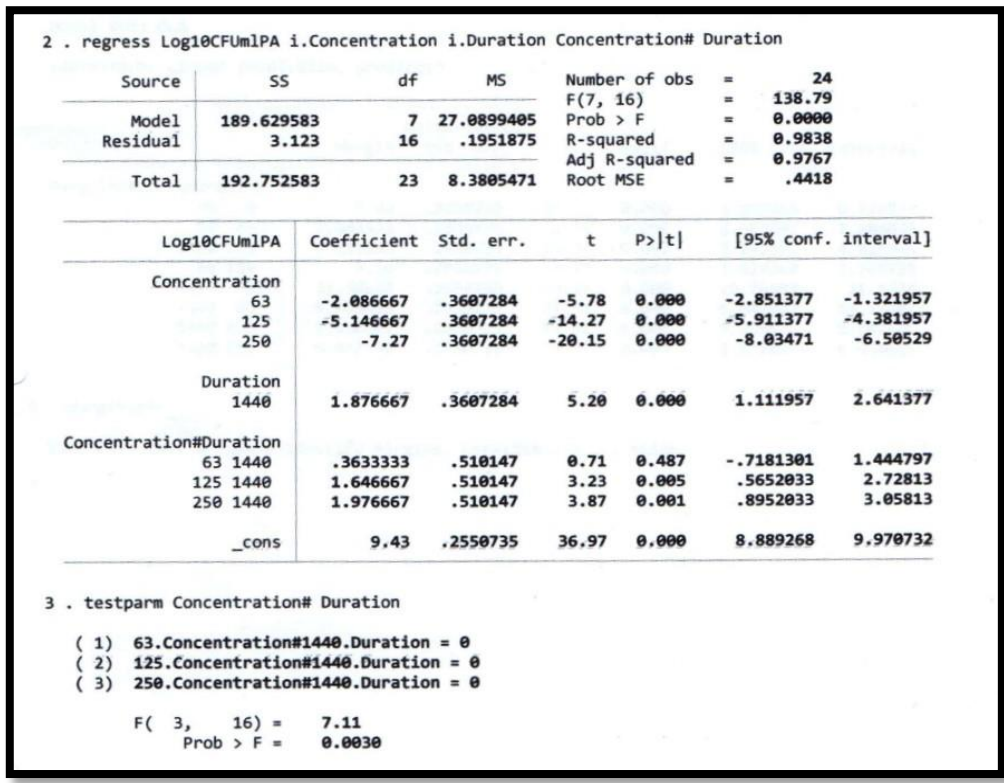 2 . regress Log10CFUmlPA i.Concentration i.Duration Concentration# Duration
Source SS df MS Number of obs = 24
F(7, 16) = 138.79
Model 189.629583 7 27.0899405 Prob > F = 0.0000
Residual 3.123 16 .1951875 R-squared = 0.9838
Adj R-squared = 0.9767
Total 192.752583 23 8.3805471 Root MSE = .4418
Log10CFUmlPA Coefficient Std. err. t P>|t| [95% conf. interval]
Concentration
63 -2.086667 .3607284 -5.78 0.000 -2.851377 -1.321957
125 -5.146667 .3607284 -14.27 0.000 -5.911377 -4.381957
250 -7.27 .3607284 -20.15 0.000 -8.03471 -6.50529
Duration
1440 1.876667 .3607284 5.20 0.000 1.111957 2.641377
Concentration#Duration
63 1440 .3633333 .510147 0.71 0.487 -.7181301 1.444797
125 1440 1.646667 .510147 3.23 0.005 .5652033 2.72813
250 1440 1.976667 .510147 3.87 0.001 .8952033 3.05813
_cons 9.43 .2550735 36.97 0.000 8.889268 9.970732
3 . testparm Concentration# Duration
( 1) 63.Concentration#1440.Duration = 0
( 2) 125.Concentration#1440.Duration = 0
( 3) 250.Concentration#1440.Duration = 0
F( 3, 16) = 7.11
Prob > F = 0.0030